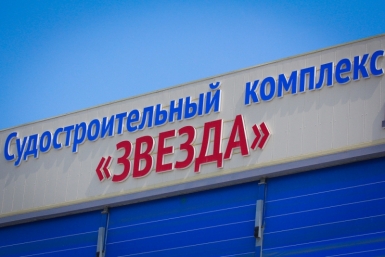 Судостроительный комплекс
«ЗВЕЗДА»